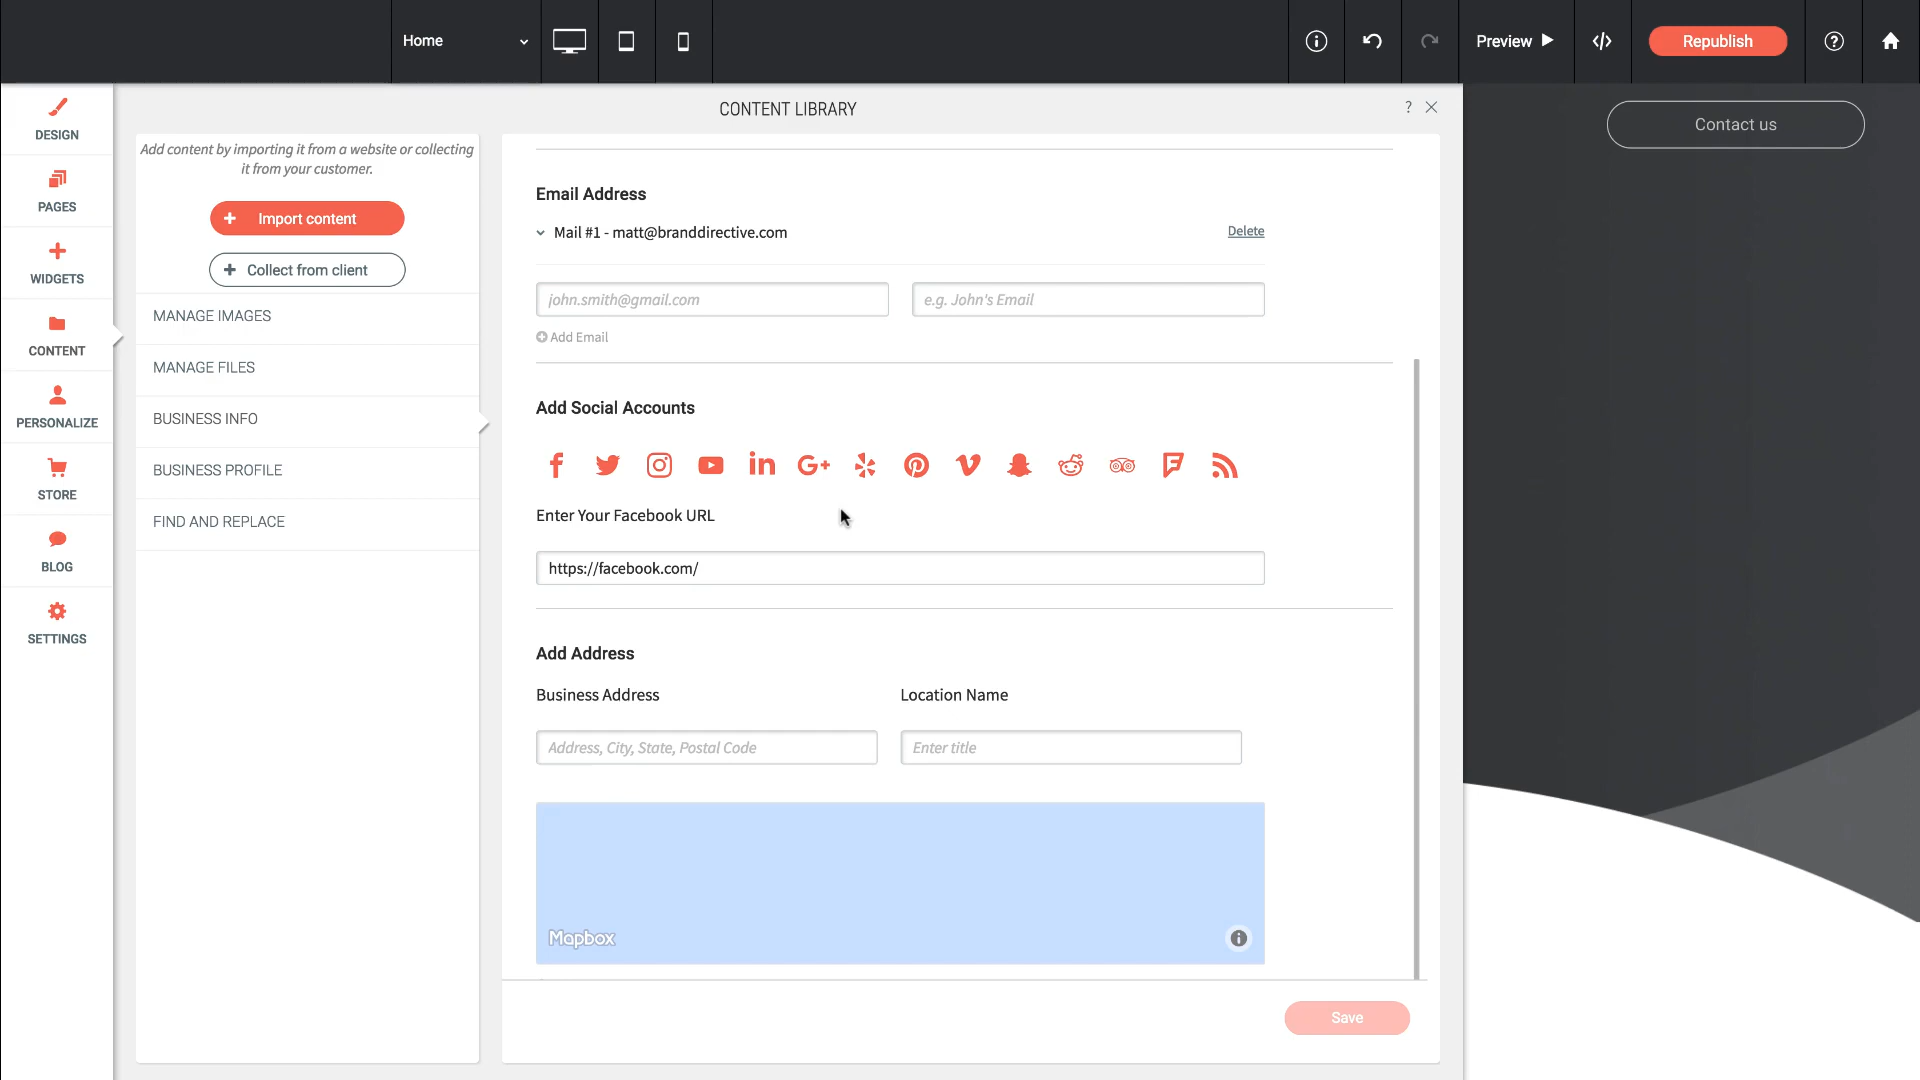 Home
Preview
Republish
DESIGN
PAGES
WIDGETS
CONTENT
PERSONALIZE
STORE
BLOG
SETTINGS
CONTENT LIBRARY
?
Add content by importing it from a website or collecting
it from your customer.
+ Import content
+ Collect from client
MANAGE IMAGES
MANAGE FILES
BUSINESS INFO
BUSINESS PROFILE
FIND AND REPLACE
Email Address
Mail #1 - matt@branddirective.com
Delete
john.smith@gmail.com
e.g. John's Email
Add Email
Add Social Accounts
Enter Your Facebook URL
https://facebook.com/
Add Address
Business Address
Location Name
Address, City, State, Postal Code
Enter title
Mapbox
Save
Contact us